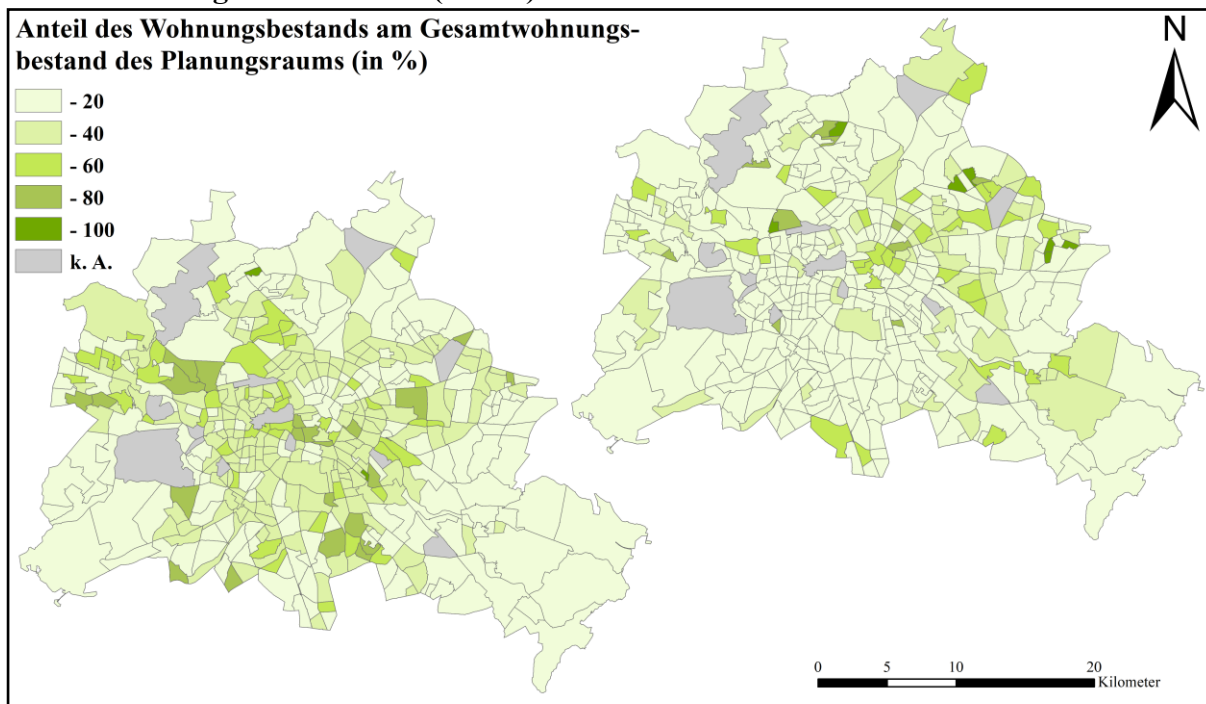 Anteil des Wohnungsbestands am Gesamtwohnungs-
bestand des Planungsraums (in %)
- 20
- 40
- 60
- 80
- 100
k. A.
N
0 5 10 20
Kilometer